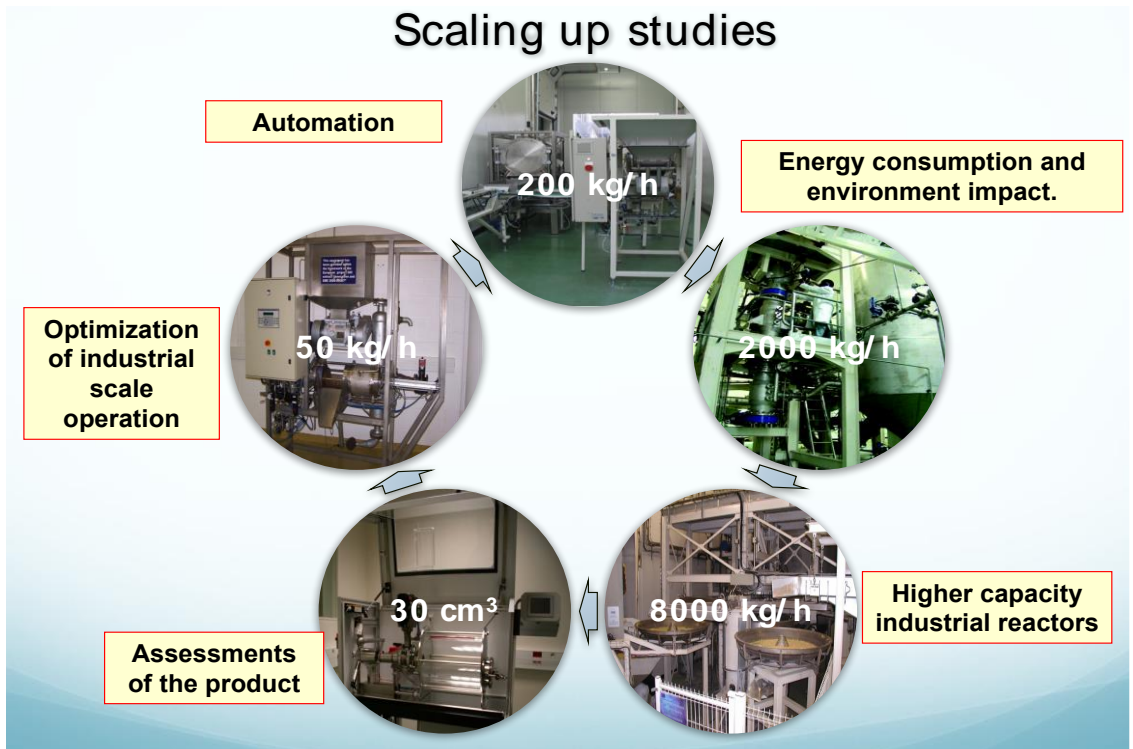 Scaling up studies
Automation
200 kg/h
Energy consumption and
environment impact.
50 kg/h
2000 kg/h
Optimization
of industrial
scale
operation
30 cm³
8000 kg/h
Higher capacity
industrial reactors
Assessments
of the product